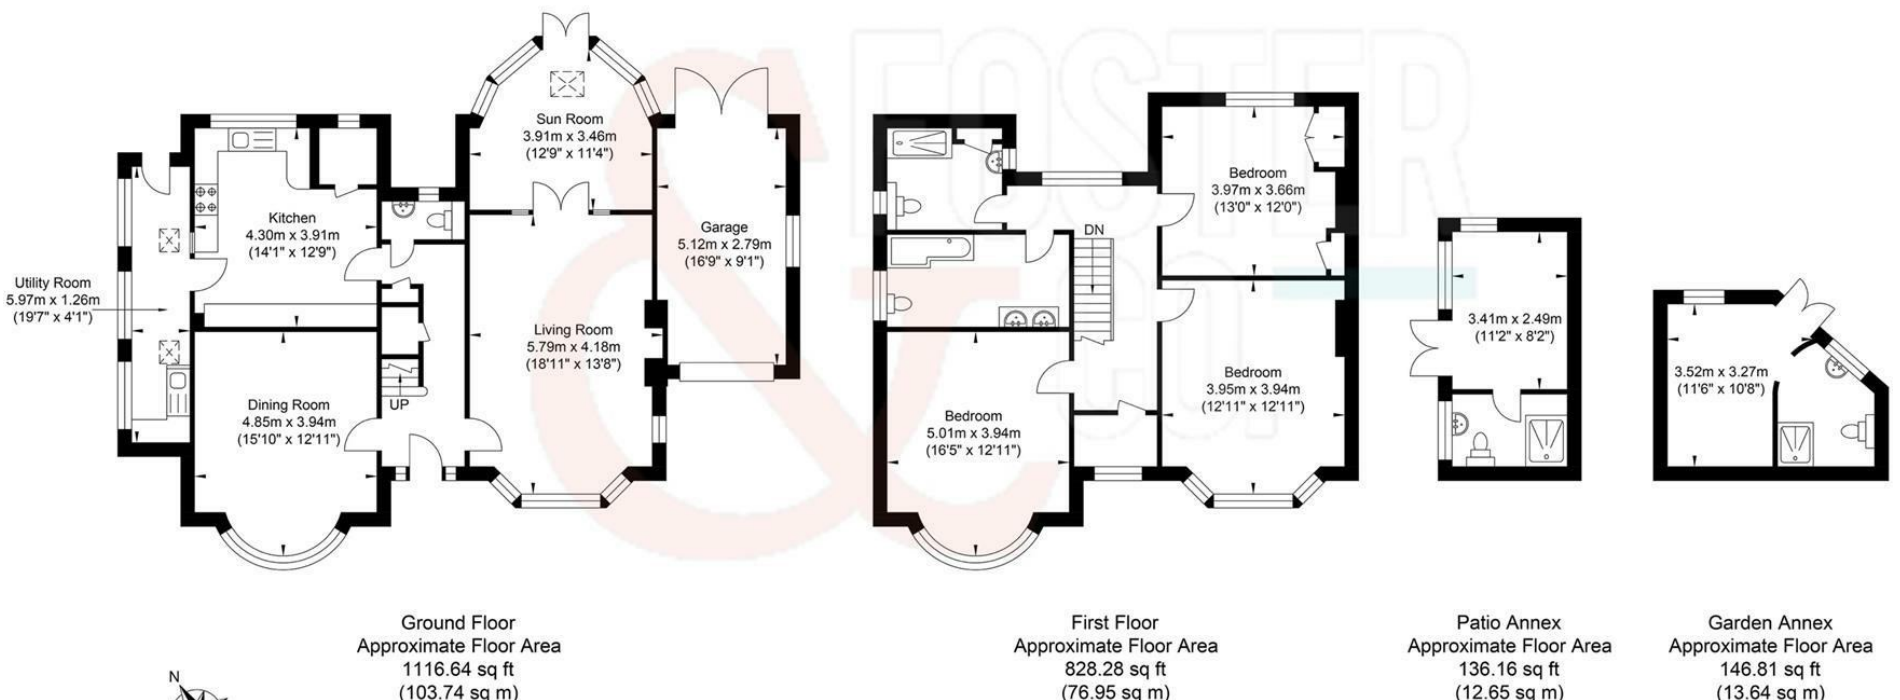 FOSTER
& CO.
Sun Room
3.91m x 3.46m
(12'9" x 11'4")
Kitchen
4.30m x 3.91m
(14'1" x 12'9")
Garage
5.12m x 2.79m
(16'9" x 9'1")
Utility Room
5.97m x 1.26m
(19'7" x 4'1")
Living Room
5.79m x 4.18m
(18'11" x 13'8")
Dining Room
4.85m x 3.94m
(15'10" x 12'11")
UP
Bedroom
3.97m x 3.66m
(13'0" x 12'0")
DN
Bedroom
3.95m x 3.94m
(12'11" x 12'11")
Bedroom
5.01m x 3.94m
(16'5" x 12'11")
3.41m x 2.49m
(11'2" x 8'2")
3.52m x 3.27m
(11'6" x 10'8")
Ground Floor
Approximate Floor Area
1116.64 sq ft
(103.74 sq m)
First Floor
Approximate Floor Area
828.28 sq ft
(76.95 sq m)
Patio Annex
Approximate Floor Area
136.16 sq ft
(12.65 sq m)
Garden Annex
Approximate Floor Area
146.81 sq ft
(13.64 sq m)
N